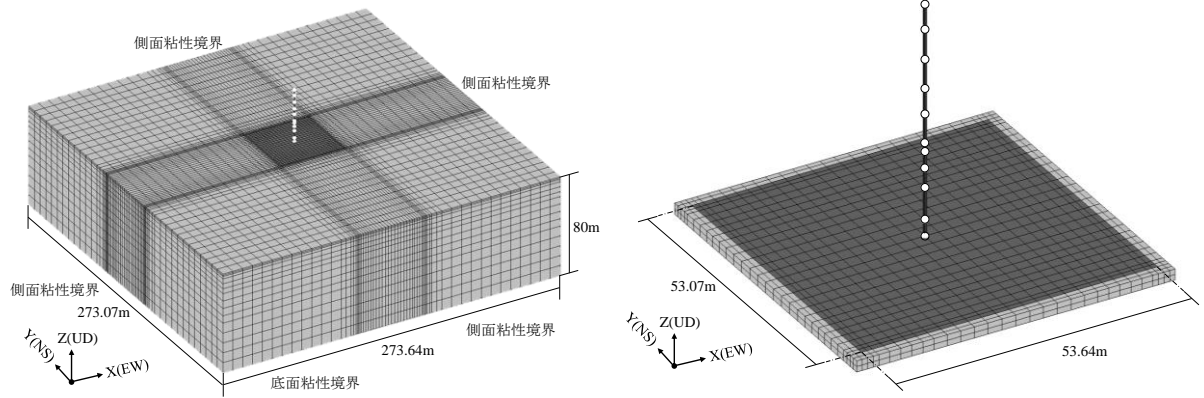 側面粘性境界
側面粘性境界
80m
側面粘性境界
273.07m
側面粘性境界
273.64m
Z(UD)
Y(NS)
X(EW)
底面粘性境界
53.07m
53.64m
Z(UD)
Y(NS)
X(EW)